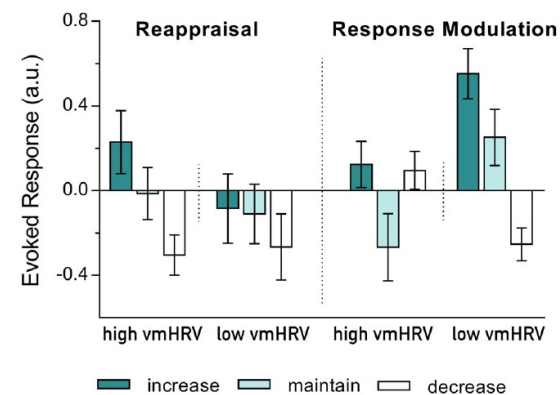 Reappraisal Response Modulation
Evoked Response (a.u.)
0.8
0.4
0.0
-0.4
high vmHRV low vmHRV high vmHRV low vmHRV
increase maintain decrease